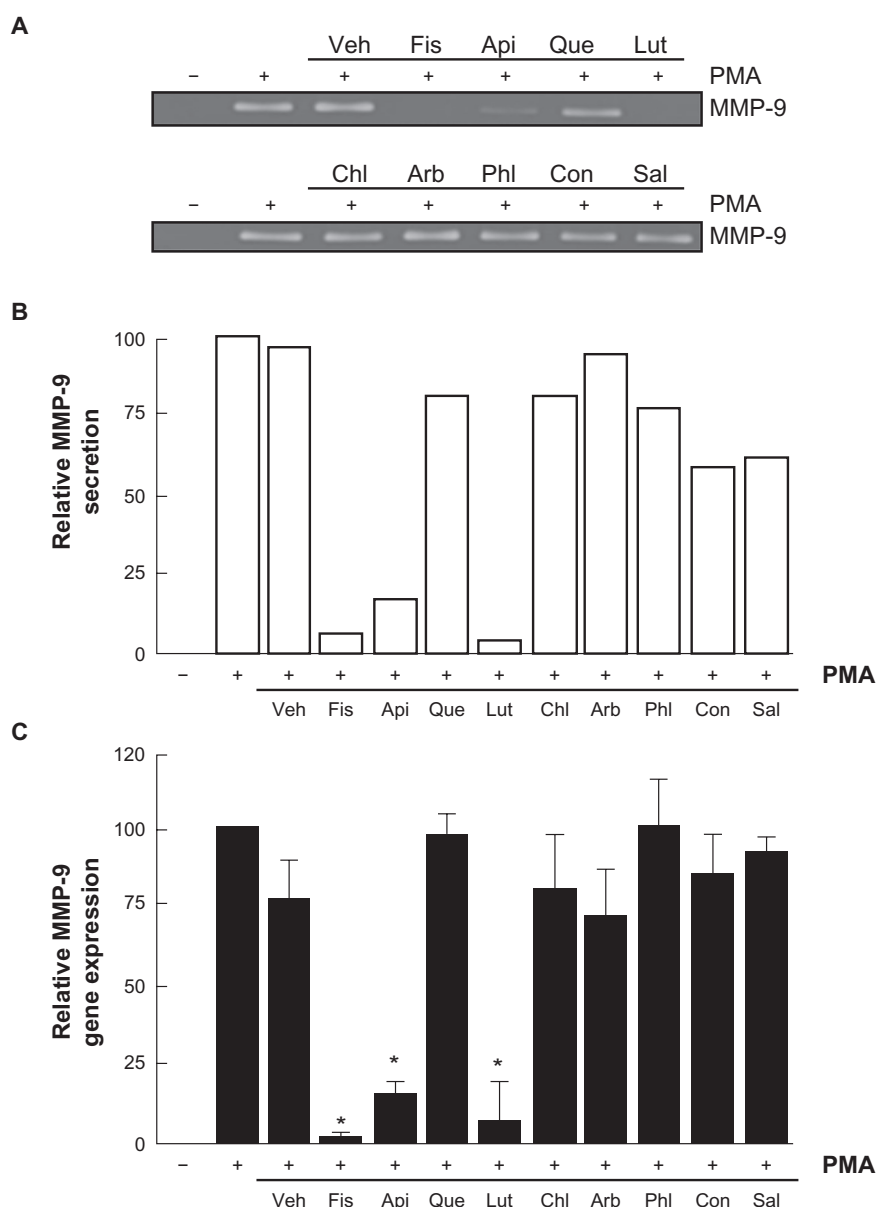 A
Veh Fis Api Que Lut
− + + + + + + PMA
MMP-9
Chl Arb Phl Con Sal
− + + + + + + PMA
MMP-9
B
Relative MMP-9
secretion
100
75
50
25
0
− + + + + + + + + + + + PMA
Veh Fis Api Que Lut Chl Arb Phl Con Sal
C
Relative MMP-9
gene expression
120
100
75
50
25
0
* * *
− + + + + + + + + + + + PMA
Veh Fis Api Que Lut Chl Arb Phl Con Sal